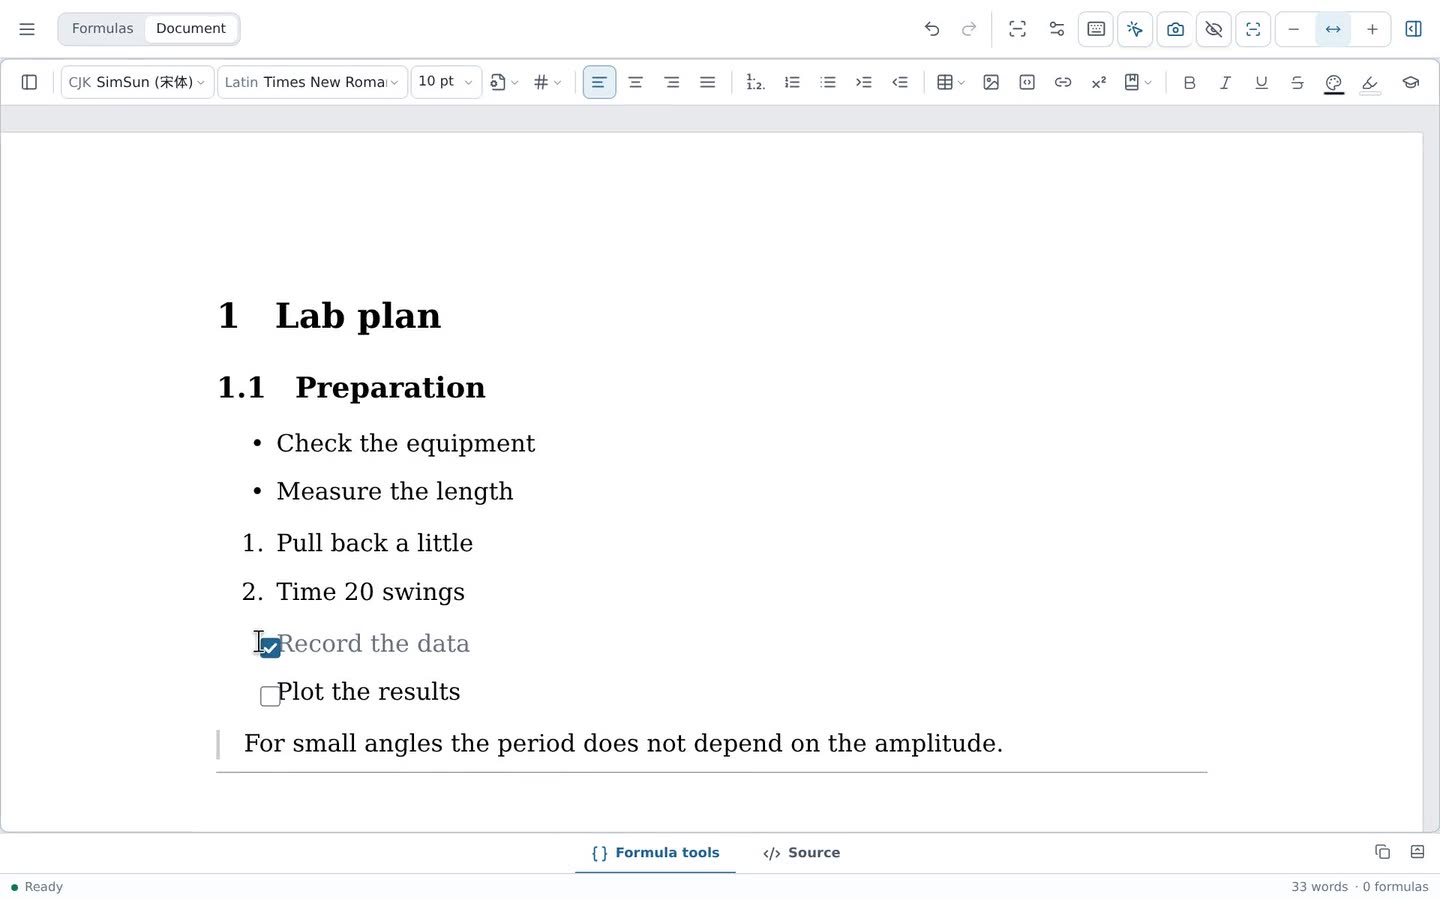 Formulas Document
CJK SimSun (宋体) Latin Times New Roma 10 pt
1 Lab plan
1.1 Preparation
• Check the equipment
• Measure the length
1. Pull back a little
2. Time 20 swings
Record the data
Plot the results
For small angles the period does not depend on the amplitude.
{} Formula tools </> Source
Ready 33 words · 0 formulas